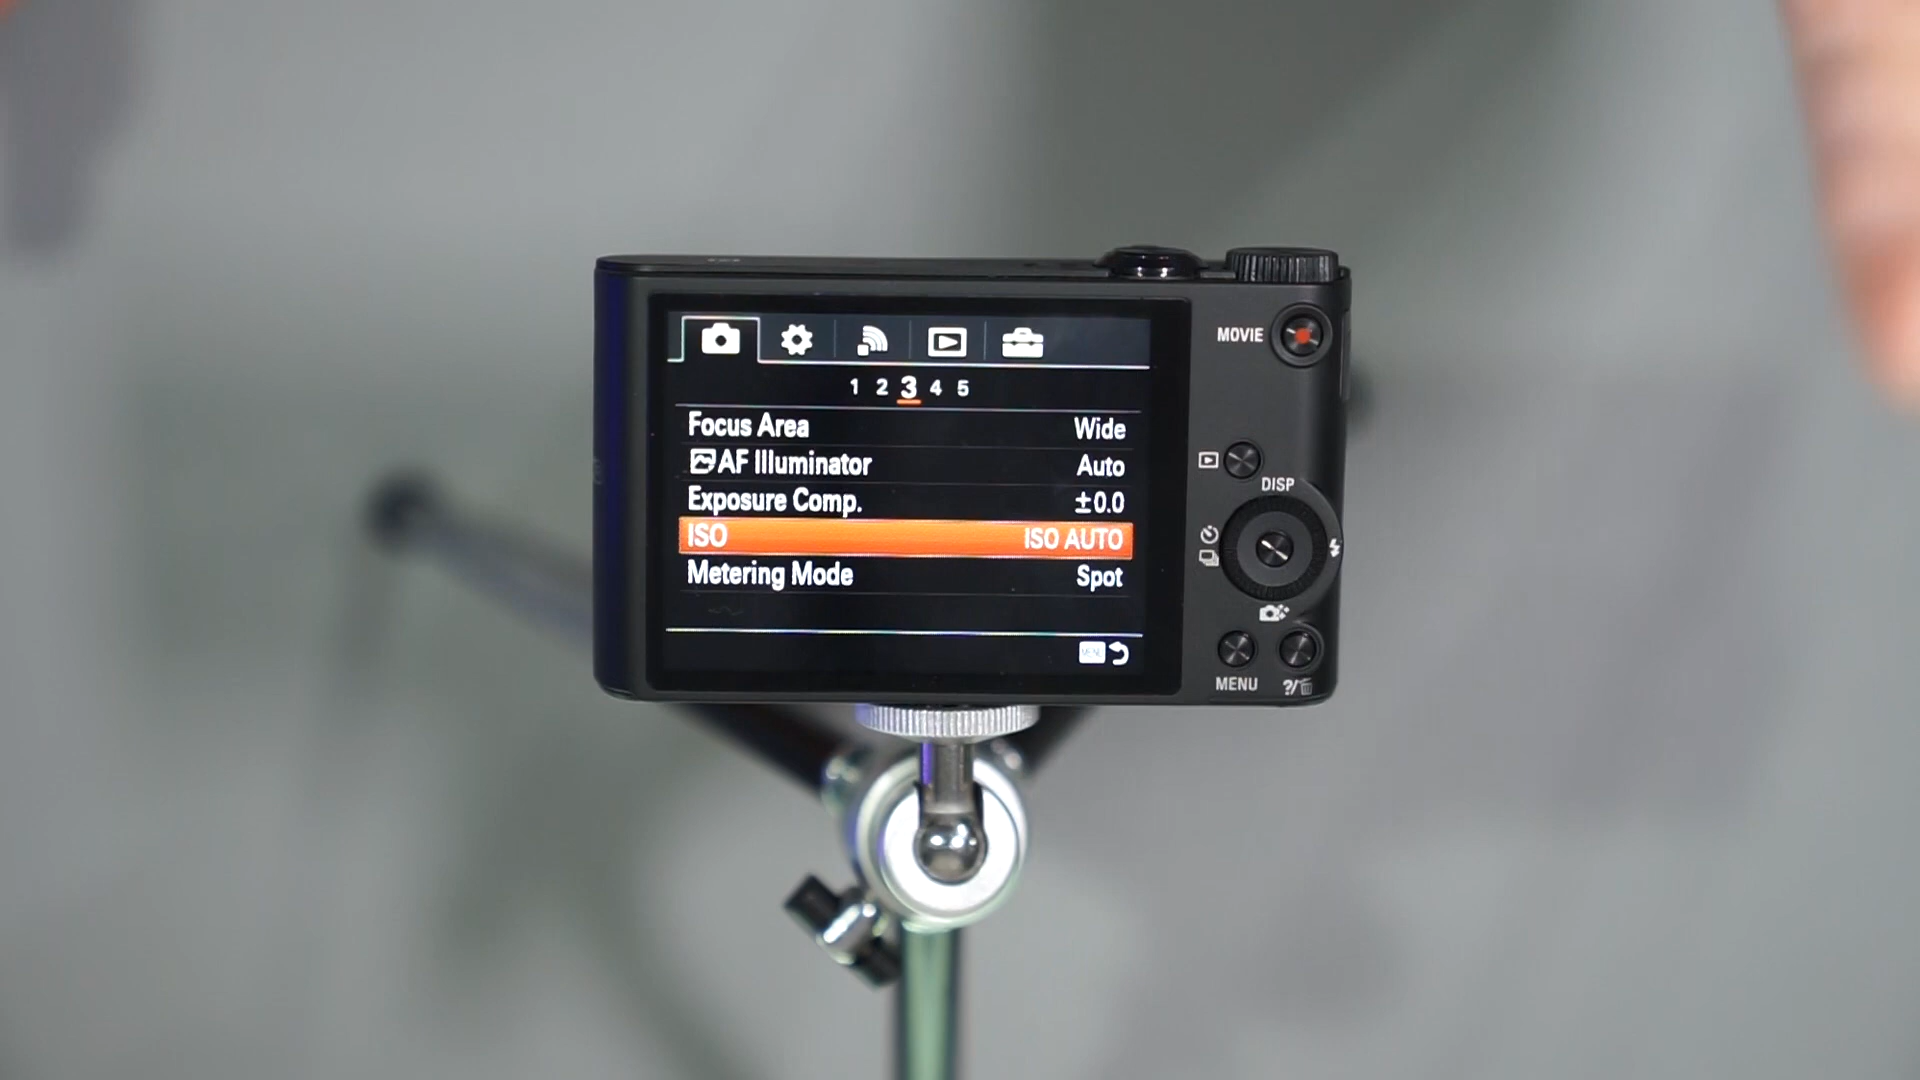 MOVIE
1 2 3 4 5
Focus Area Wide
AF Illuminator Auto
Exposure Comp. ±0.0
ISO ISO AUTO
Metering Mode Spot
MENU
DISP
MENU ?/